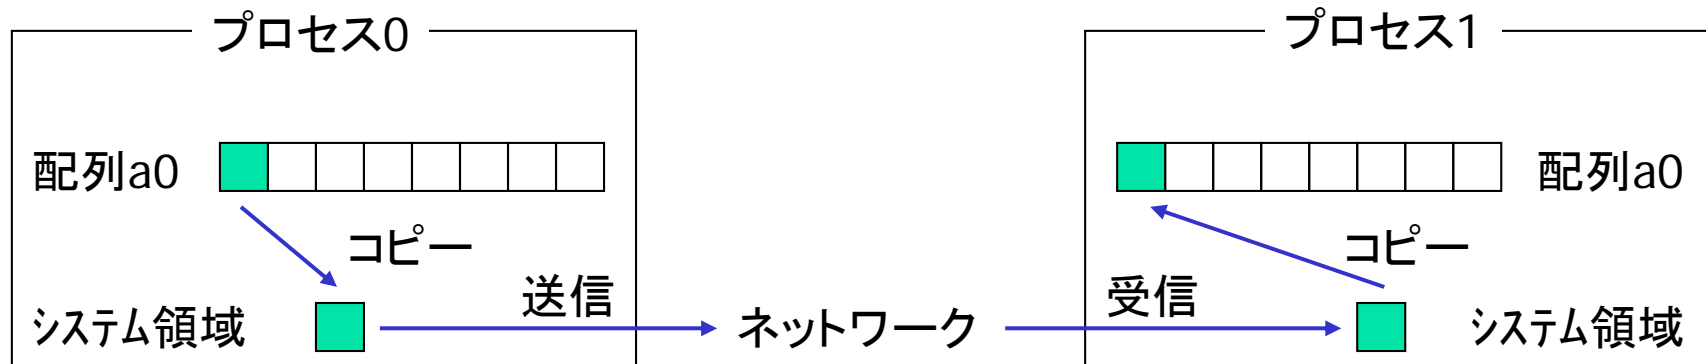 プロセス0
プロセス1
配列a0
配列a0
コピー
コピー
送信
受信
システム領域
ネットワーク
システム領域